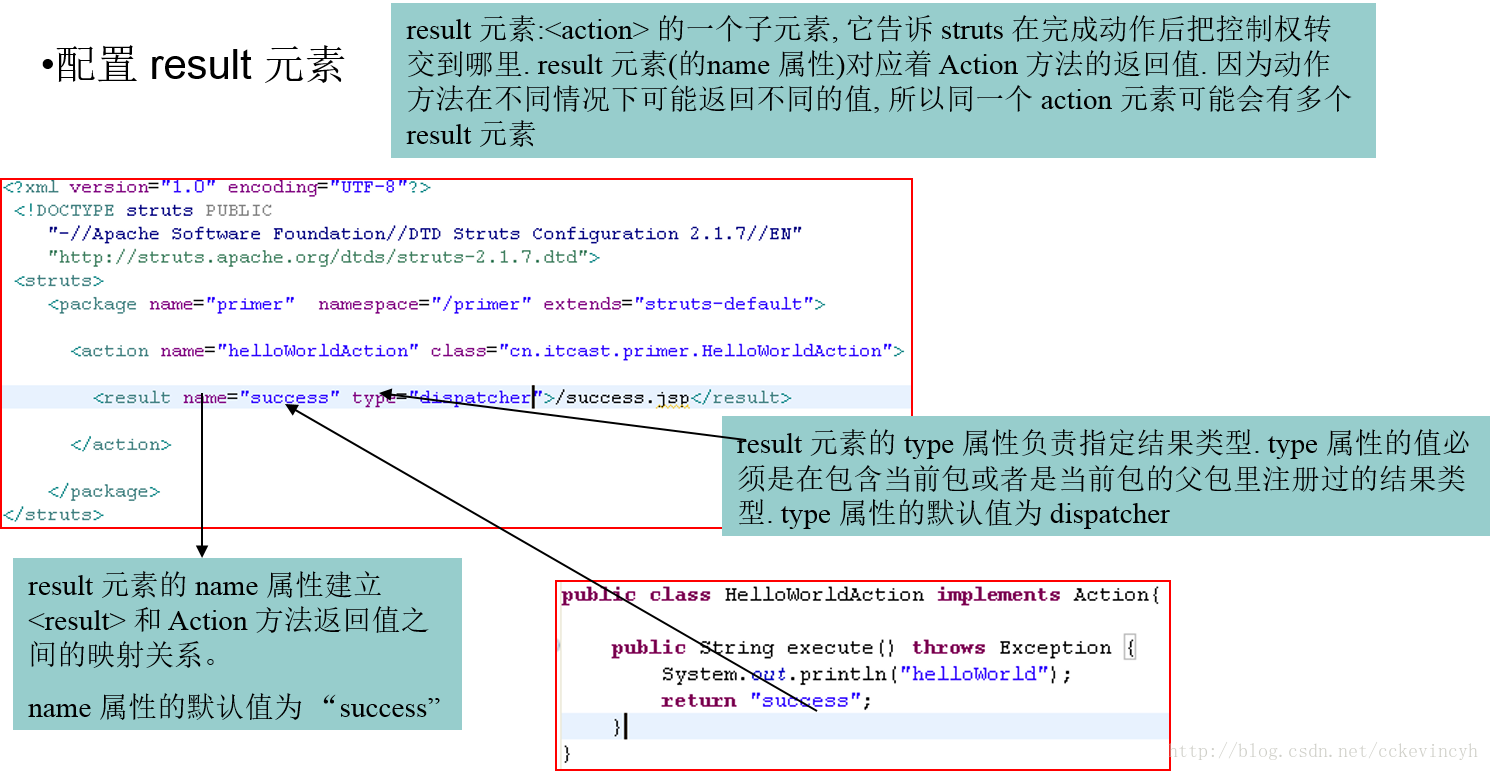 •配置 result 元素
result 元素:<action> 的一个子元素, 它告诉 struts 在完成动作后把控制权转
交到哪里. result 元素(的name 属性)对应着 Action 方法的返回值. 因为动作
方法在不同情况下可能返回不同的值, 所以同一个 action 元素可能会有多个
result 元素
<?xml version="1.0" encoding="UTF-8"?>
<!DOCTYPE struts PUBLIC
"-//Apache Software Foundation//DTD Struts Configuration 2.1.7//EN"
"http://struts.apache.org/dtds/struts-2.1.7.dtd">
<struts>
<package name="primer" namespace="/primer" extends="struts-default">
<action name="helloWorldAction" class="cn.itcast.primer.HelloWorldAction">
<result name="success" type="dispatcher">/success.jsp</result>
</action>
</package>
</struts>
result 元素的 type 属性负责指定结果类型. type 属性的值必
须是在包含当前包或者是当前包的父包里注册过的结果类
型. type 属性的默认值为 dispatcher
result 元素的 name 属性建立
<result> 和 Action 方法返回值之
间的映射关系。
name 属性的默认值为 “success”
public class HelloWorldAction implements Action{
public String execute() throws Exception {
System.out.println("helloWorld");
return "success";
}
}
http://blog.csdn.net/cckevincyh